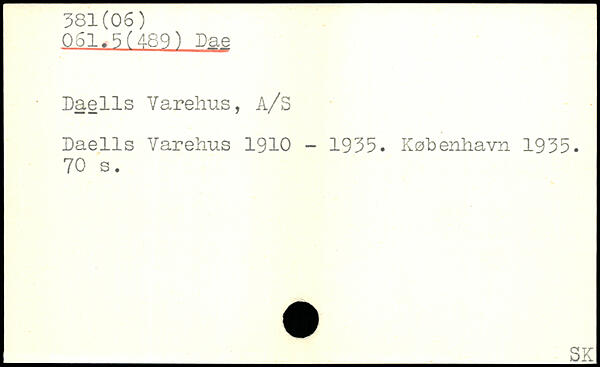 381(06)
061.5(489) Dae
Daells Varehus, A/S
Daells Varehus 1910 - 1935. København 1935.
70 s.
SK